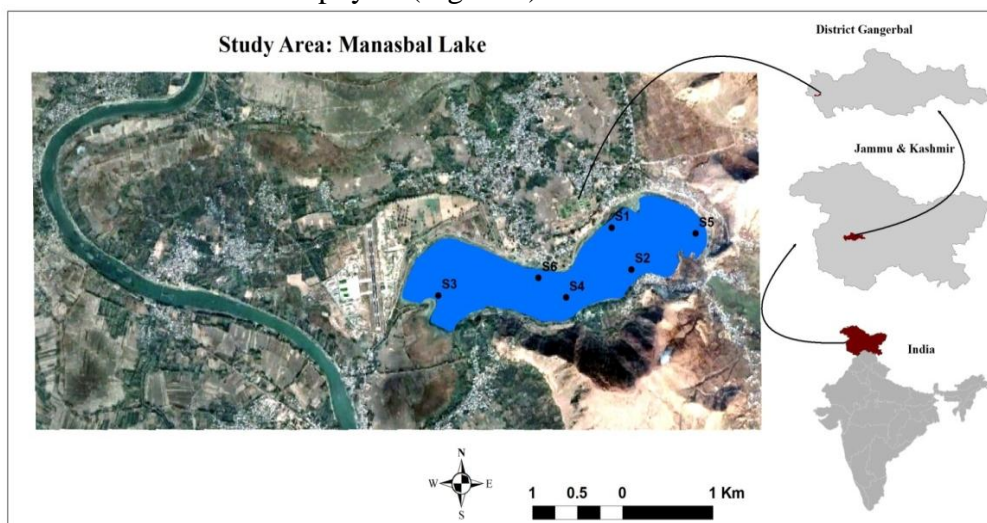 Study Area: Manasbal Lake
District Gangerbal
Jammu & Kashmir
S1
S5
S2
S6
S3
S4
India
N
W E
S
1 0.5 0 1 Km